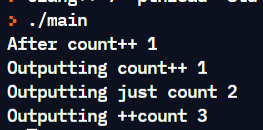 > ./main
After count++ 1
Outputting count++ 1
Outputting just count 2
Outputting ++count 3